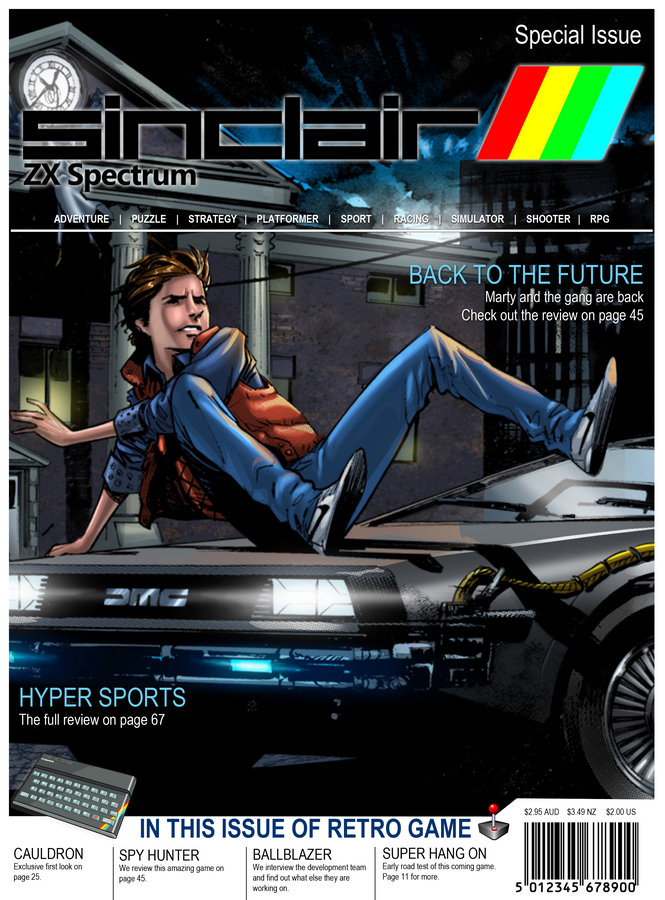 Special Issue
sinclair
ZX Spectrum
ADVENTURE | PUZZLE | STRATEGY | PLATFORMER | SPORT | RACING | SIMULATOR | SHOOTER | RPG
BACK TO THE FUTURE
Marty and the gang are back
Check out the review on page 45
DMC
HYPER SPORTS
The full review on page 67
IN THIS ISSUE OF RETRO GAME
$2.95 AUD $3.49 NZ $2.00 US
CAULDRON
Exclusive first look on
page 25.
SPY HUNTER
We review this amazing game on
page 45.
BALLBLAZER
We interview the development team
and find out what else they are
working on.
SUPER HANG ON
Early road test of this coming game.
Page 11 for more.
5 012345 678900